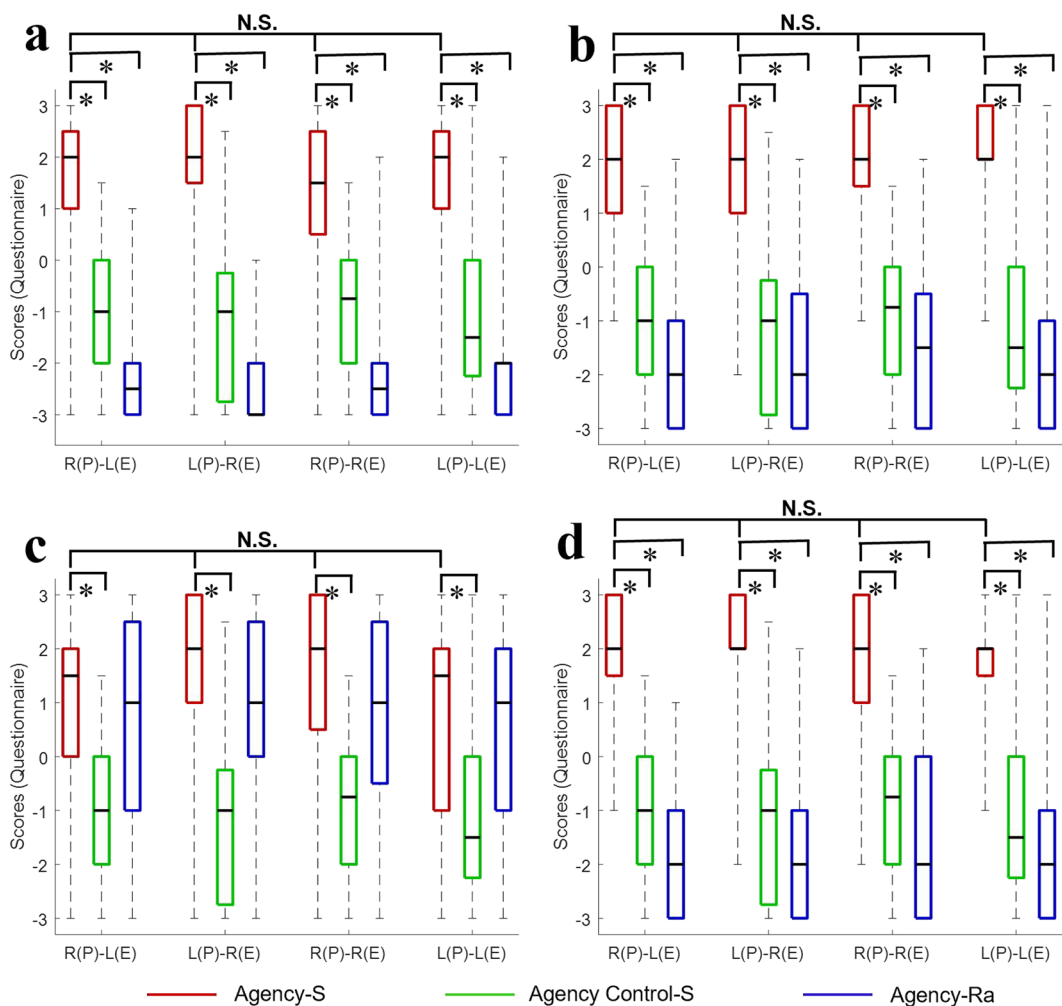 a
N.S.
* * * * * * * *
Scores (Questionnaire)
3
2
1
0
-1
-2
-3
R(P)-L(E) L(P)-R(E) R(P)-R(E) L(P)-L(E)
b
N.S.
* * * * * * * *
Scores (Questionnaire)
3
2
1
0
-1
-2
-3
R(P)-L(E) L(P)-R(E) R(P)-R(E) L(P)-L(E)
c
N.S.
* * * *
Scores (Questionnaire)
3
2
1
0
-1
-2
-3
R(P)-L(E) L(P)-R(E) R(P)-R(E) L(P)-L(E)
d
N.S.
* * * * * * * *
Scores (Questionnaire)
3
2
1
0
-1
-2
-3
R(P)-L(E) L(P)-R(E) R(P)-R(E) L(P)-L(E)
Agency-S Agency Control-S Agency-Ra